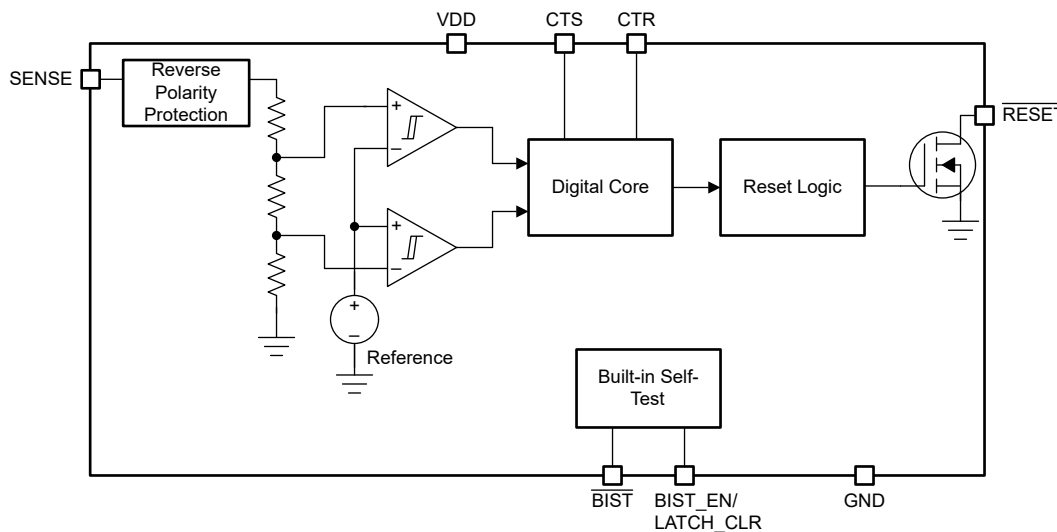 VDD
CTS
CTR
SENSE
Reverse
Polarity
Protection
RESET
+
−
Digital Core
Reset Logic
+
−
+
−
Reference
Built-in Self-
Test
BIST
BIST_EN/
LATCH_CLR
GND